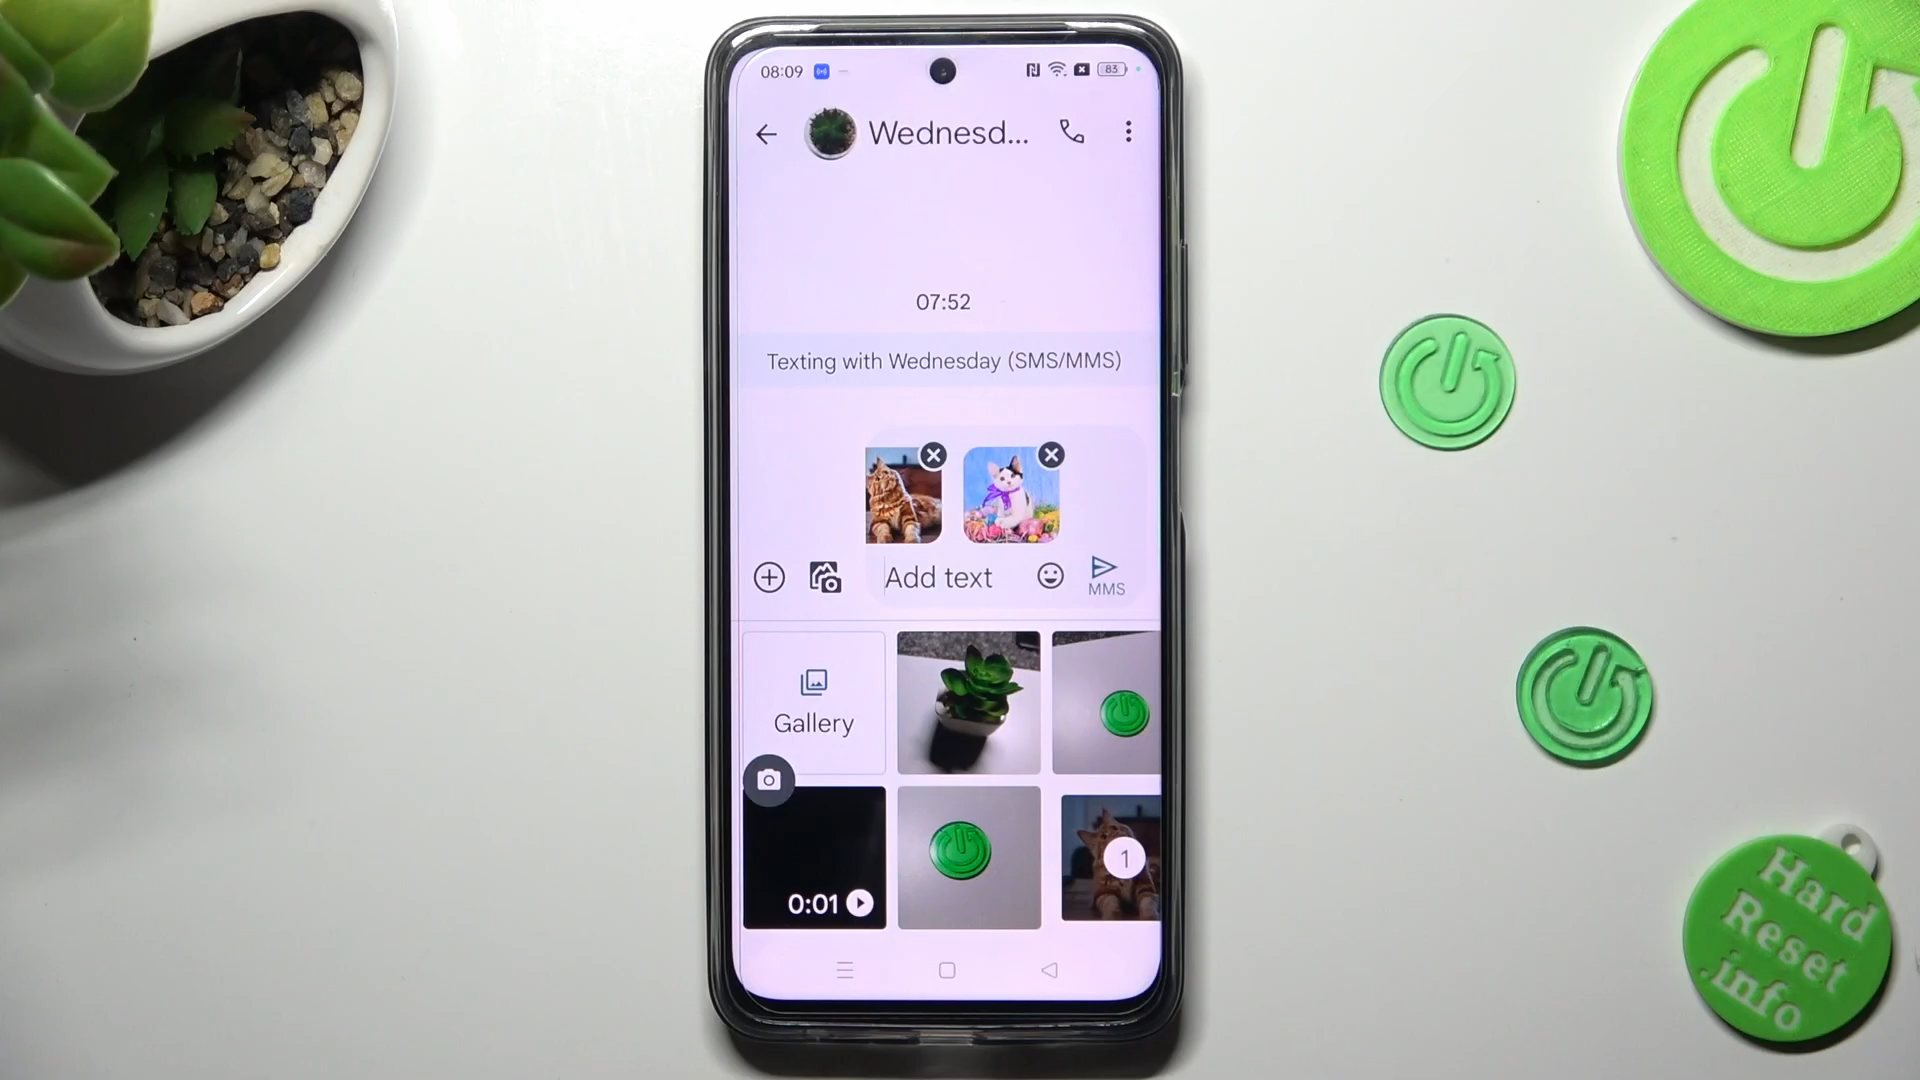 08:09
83
Wednesd...
07:52
Texting with Wednesday (SMS/MMS)
Add text
MMS
Gallery
0:01
1
Hard
Reset
.info